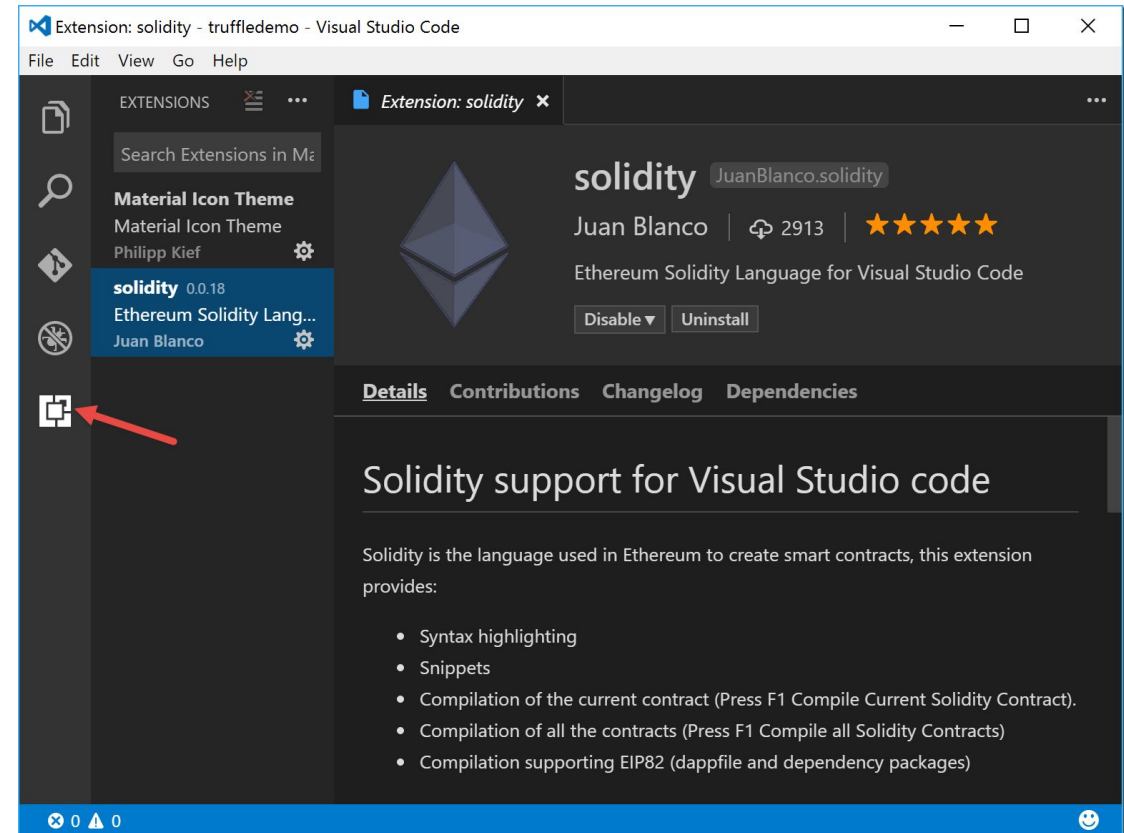 Extension: solidity - truffledemo - Visual Studio Code
File Edit View Go Help
EXTENSIONS
Search Extensions in Ma
Material Icon Theme
Material Icon Theme
Philipp Kief
solidity 0.0.18
Ethereum Solidity Lang...
Juan Blanco
Extension: solidity
solidity JuanBlanco.solidity
Juan Blanco 2913
Ethereum Solidity Language for Visual Studio Code
Disable Uninstall
Details Contributions Changelog Dependencies
Solidity support for Visual Studio code
Solidity is the language used in Ethereum to create smart contracts, this extension
provides:
Syntax highlighting
Snippets
Compilation of the current contract (Press F1 Compile Current Solidity Contract).
Compilation of all the contracts (Press F1 Compile all Solidity Contracts)
Compilation supporting EIP82 (dappfile and dependency packages)
0 0